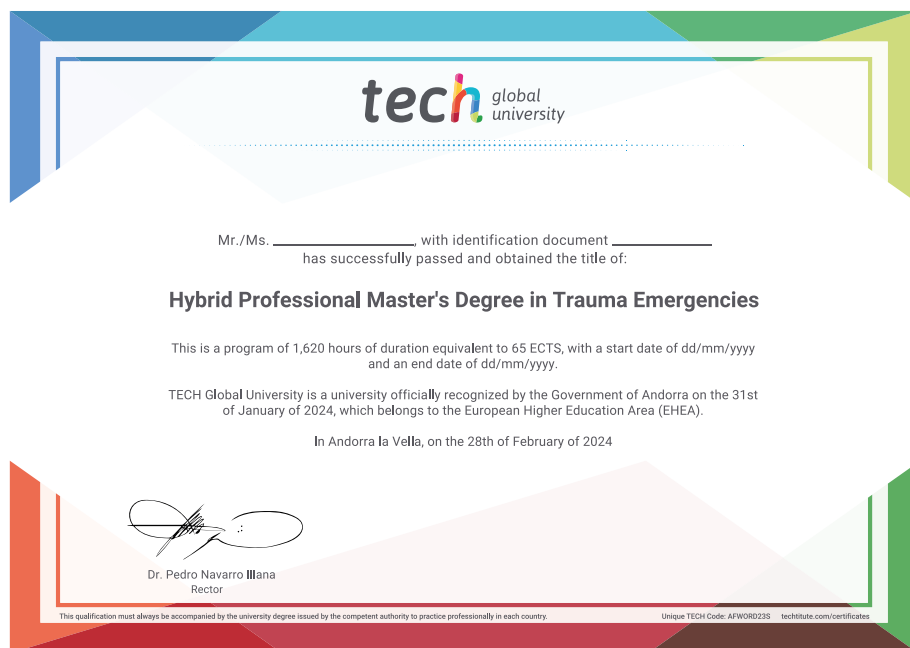 tech global
university
Mr./Ms. ______________, with identification document __________
has successfully passed and obtained the title of:
Hybrid Professional Master's Degree in Trauma Emergencies
This is a program of 1,620 hours of duration equivalent to 65 ECTS, with a start date of dd/mm/yyyy
and an end date of dd/mm/yyyy.
TECH Global University is a university officially recognized by the Government of Andorra on the 31st
of January of 2024, which belongs to the European Higher Education Area (EHEA).
In Andorra la Vella, on the 28th of February of 2024
Dr. Pedro Navarro Illana
Rector
This qualification must always be accompanied by the university degree issued by the competent authority to practice professionally in each country.
Unique TECH Code: AFWORD23S techtitute.com/certificates